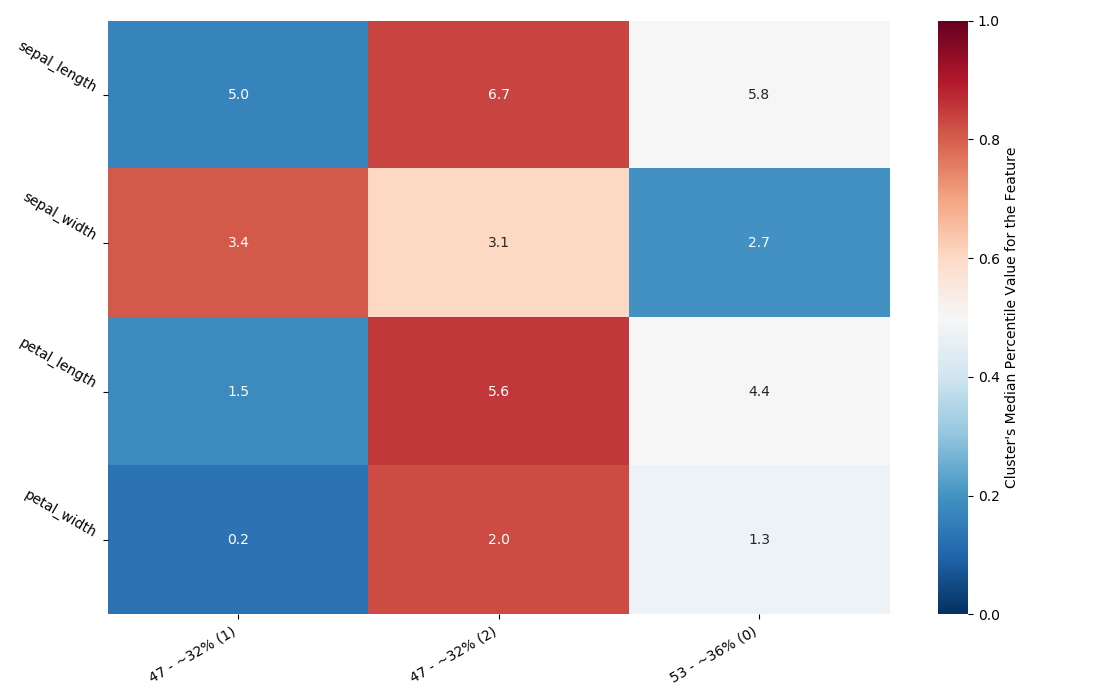 sepal_length
5.0
6.7
5.8
sepal_width
3.4
3.1
2.7
petal_length
1.5
5.6
4.4
petal_width
0.2
2.0
1.3
47 - ~32% (1)
47 - ~32% (2)
53 - ~36% (0)
1.0
0.8
0.6
0.4
0.2
0.0
Cluster's Median Percentile Value for the Feature